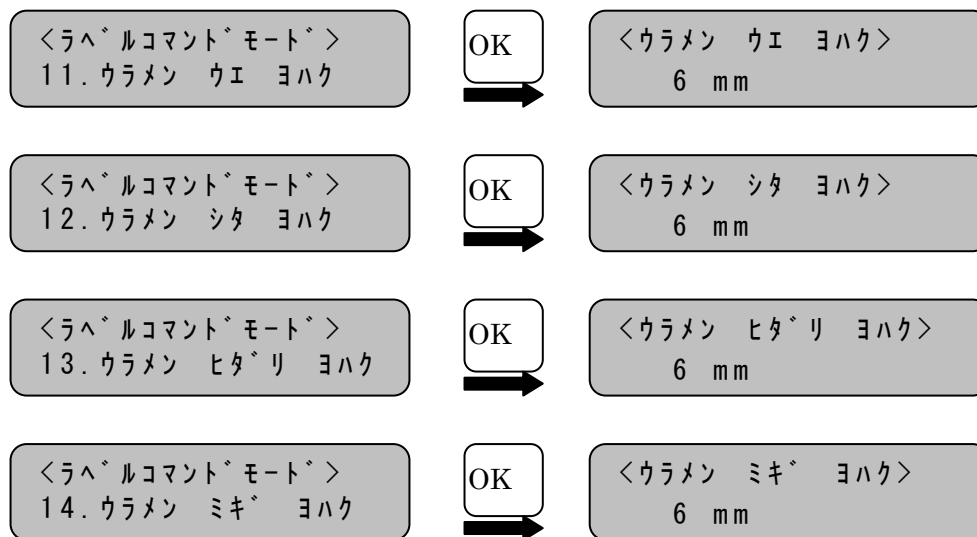 <ﾗﾍﾞﾙｺﾏﾝﾄﾞﾓｰﾄﾞ>
11.ｳﾗﾒﾝ ｳｴ ﾖﾊｸ
OK
<ｳﾗﾒﾝ ｳｴ ﾖﾊｸ>
6 mm
<ﾗﾍﾞﾙｺﾏﾝﾄﾞﾓｰﾄﾞ>
12.ｳﾗﾒﾝ ｼﾀ ﾖﾊｸ
OK
<ｳﾗﾒﾝ ｼﾀ ﾖﾊｸ>
6 mm
<ﾗﾍﾞﾙｺﾏﾝﾄﾞﾓｰﾄﾞ>
13.ｳﾗﾒﾝ ﾋﾀﾞﾘ ﾖﾊｸ
OK
<ｳﾗﾒﾝ ﾋﾀﾞﾘ ﾖﾊｸ>
6 mm
<ﾗﾍﾞﾙｺﾏﾝﾄﾞﾓｰﾄﾞ>
14.ｳﾗﾒﾝ ﾐｷﾞ ﾖﾊｸ
OK
<ｳﾗﾒﾝ ﾐｷﾞ ﾖﾊｸ>
6 mm